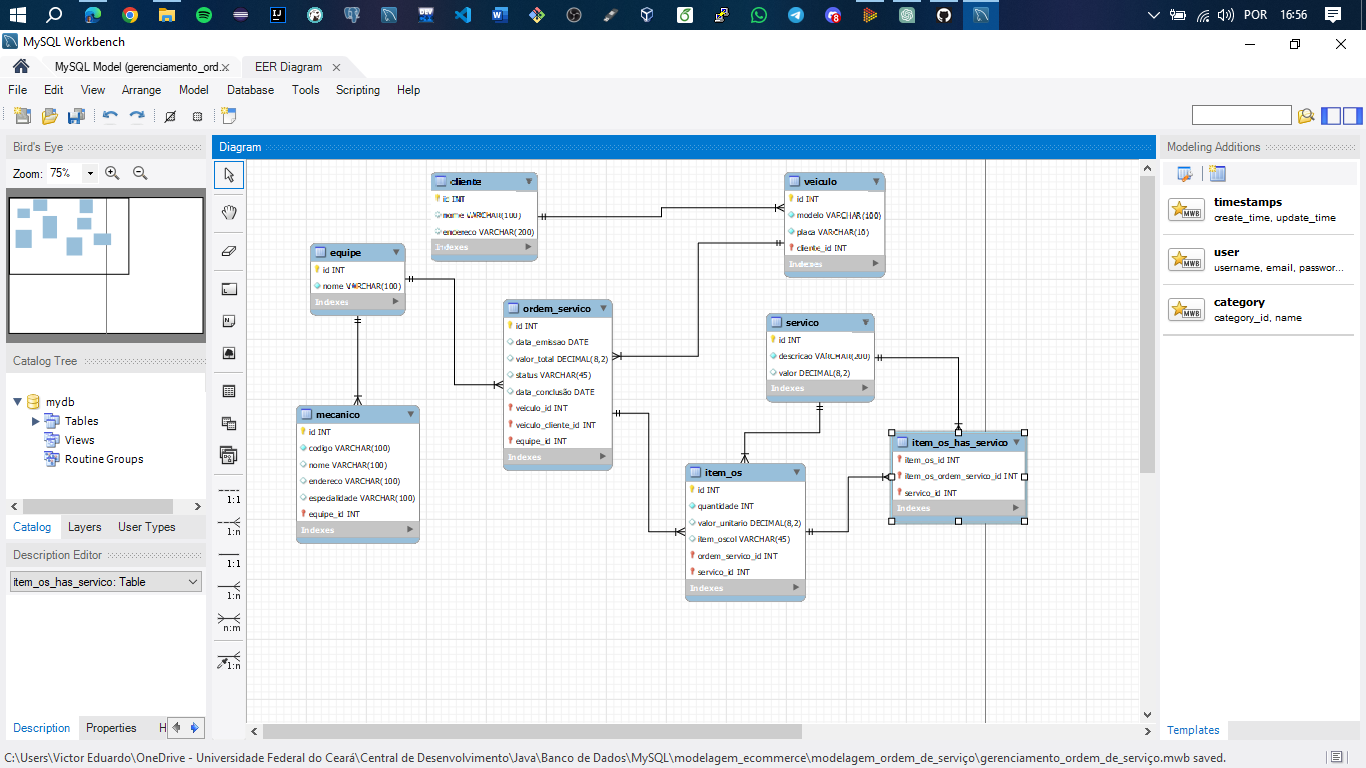 POR 16:56
MySQL Workbench
MySQL Model (gerenciamento_ord.
EER Diagram
File Edit View Arrange Model Database Tools Scripting Help
Bird's Eye
Zoom: 75%
Catalog Tree
mydb
Tables
Views
Routine Groups
Catalog Layers User Types
Description Editor
item_os_has_servico: Table
Description Properties H
Diagram
1:1
1:n
1:1
1:n
n:m
1:n
cliente
id INT
nome VARCHAR(100)
endereco VARCHAR(200)
Indexes
veiculo
id INT
modelo VARCHAR(100)
placa VARCHAR(10)
cliente_id INT
Indexes
equipe
id INT
nome VARCHAR(100)
Indexes
ordem_servico
id INT
data_emissao DATE
valor_total DECIMAL(8,2)
status VARCHAR(45)
data_conclusão DATE
veiculo_id INT
veiculo_cliente_id INT
equipe_id INT
Indexes
servico
id INT
descricao VARCHAR(200)
valor DECIMAL(8,2)
Indexes
mecanico
id INT
codigo VARCHAR(100)
nome VARCHAR(100)
endereco VARCHAR(100)
especialidade VARCHAR(100)
equipe_id INT
Indexes
item_os
id INT
quantidade INT
valor_unitario DECIMAL(8,2)
item_oscol VARCHAR(45)
ordem_servico_id INT
servico_id INT
Indexes
item_os_has_servico
item_os_id INT
item_os_ordem_servico_id INT
servico_id INT
Indexes
Modeling Additions
timestamps
create_time, update_time
user
username, email, passwor...
category
category_id, name
Templates
C:\Users\Victor Eduardo\OneDrive - Universidade Federal do Ceará\Central de Desenvolvimento\Java\Banco de Dados\MySQL\modelagem_ecommerce\modelagem_ordem_de_serviço\gerenciamento_ordem_de_serviço.mwb saved.